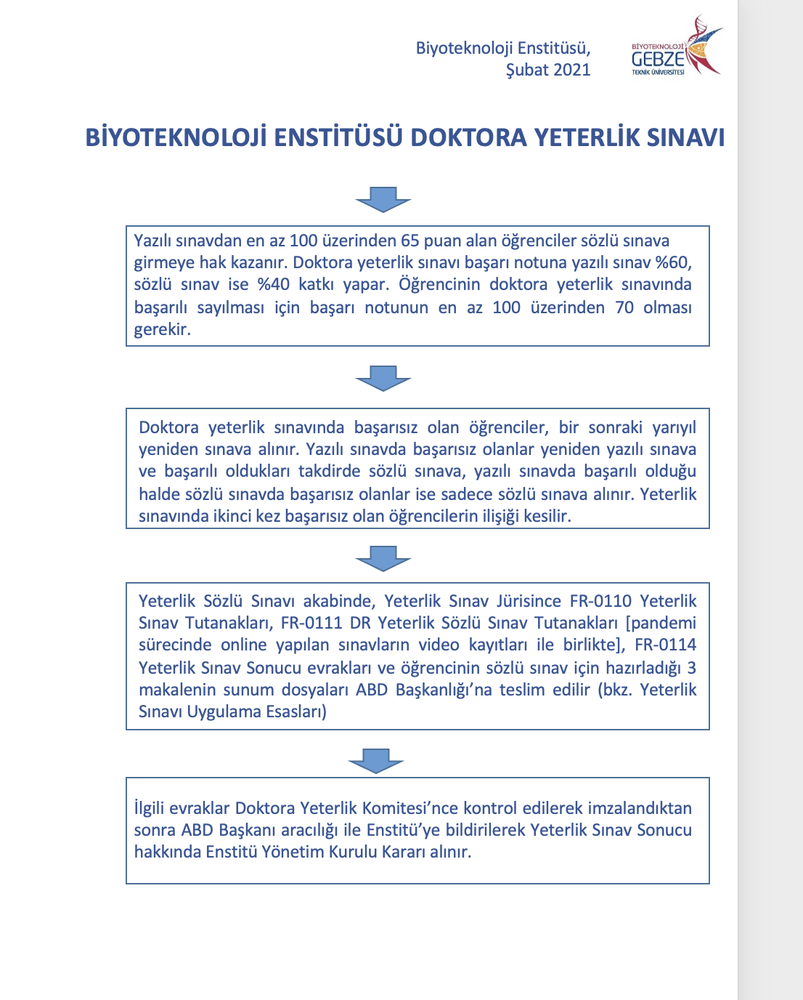 Biyoteknoloji Enstitüsü,
Şubat 2021
BİYOTEKNOLOJİ
GEBZE
TEKNİK ÜNİVERSİTESİ
BİYOTEKNOLOJİ ENSTİTÜSÜ DOKTORA YETERLİK SINAVI
Yazılı sınavdan en az 100 üzerinden 65 puan alan öğrenciler sözlü sınava
girmeye hak kazanır. Doktora yeterlik sınavı başarı notuna yazılı sınav %60,
sözlü sınav ise %40 katkı yapar. Öğrencinin doktora yeterlik sınavında
başarılı sayılması için başarı notunun en az 100 üzerinden 70 olması
gerekir.
Doktora yeterlik sınavında başarısız olan öğrenciler, bir sonraki yarıyıl
yeniden sınava alınır. Yazılı sınavda başarısız olanlar yeniden yazılı sınava
ve başarılı oldukları takdirde sözlü sınava, yazılı sınavda başarılı olduğu
halde sözlü sınavda başarısız olanlar ise sadece sözlü sınava alınır. Yeterlik
sınavında ikinci kez başarısız olan öğrencilerin ilişiği kesilir.
Yeterlik Sözlü Sınavı akabinde, Yeterlik Sınav Jürisince FR-0110 Yeterlik
Sınav Tutanakları, FR-0111 DR Yeterlik Sözlü Sınav Tutanakları [pandemi
sürecinde online yapılan sınavların video kayıtları ile birlikte], FR-0114
Yeterlik Sınav Sonucu evrakları ve öğrencinin sözlü sınav için hazırladığı 3
makalenin sunum dosyaları ABD Başkanlığı’na teslim edilir (bkz. Yeterlik
Sınavı Uygulama Esasları)
İlgili evraklar Doktora Yeterlik Komitesi’nce kontrol edilerek imzalandıktan
sonra ABD Başkanı aracılığı ile Enstitü’ye bildirilerek Yeterlik Sınav Sonucu
hakkında Enstitü Yönetim Kurulu Kararı alınır.